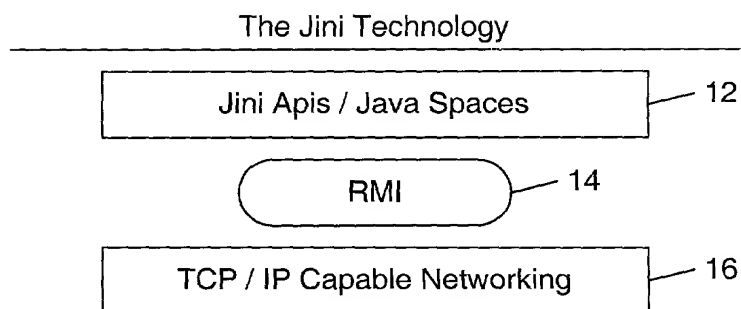 The Jini Technology
Jini Apis / Java Spaces
12
RMI
14
TCP / IP Capable Networking
16